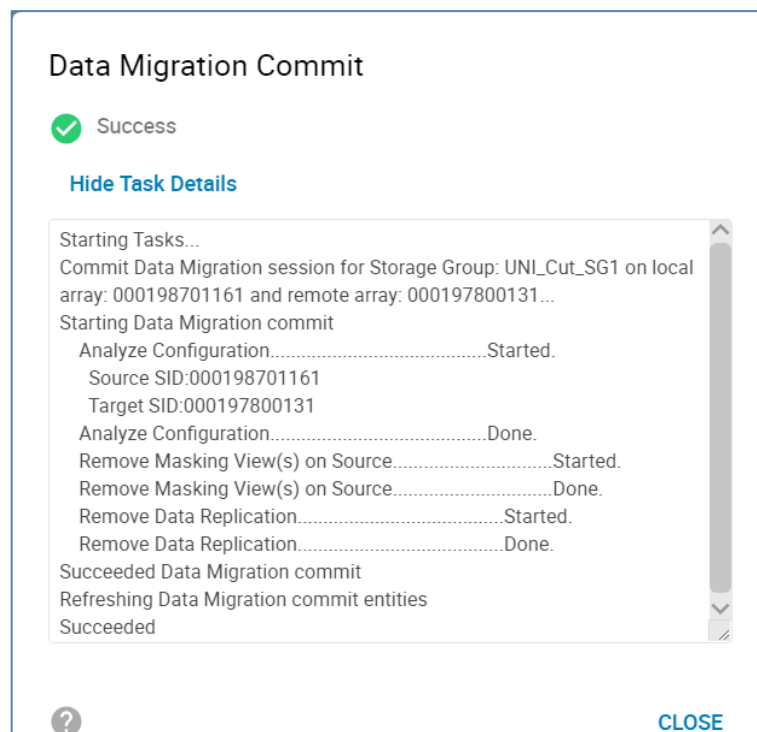 Data Migration Commit
Success
Hide Task Details
Starting Tasks...
Commit Data Migration session for Storage Group: UNI_Cut_SG1 on local
array: 000198701161 and remote array: 000197800131...
Starting Data Migration commit
Analyze Configuration..........................................Started.
Source SID:000198701161
Target SID:000197800131
Analyze Configuration..........................................Done.
Remove Masking View(s) on Source...............................Started.
Remove Masking View(s) on Source...............................Done.
Remove Data Replication........................................Started.
Remove Data Replication........................................Done.
Succeeded Data Migration commit
Refreshing Data Migration commit entities
Succeeded
?
CLOSE